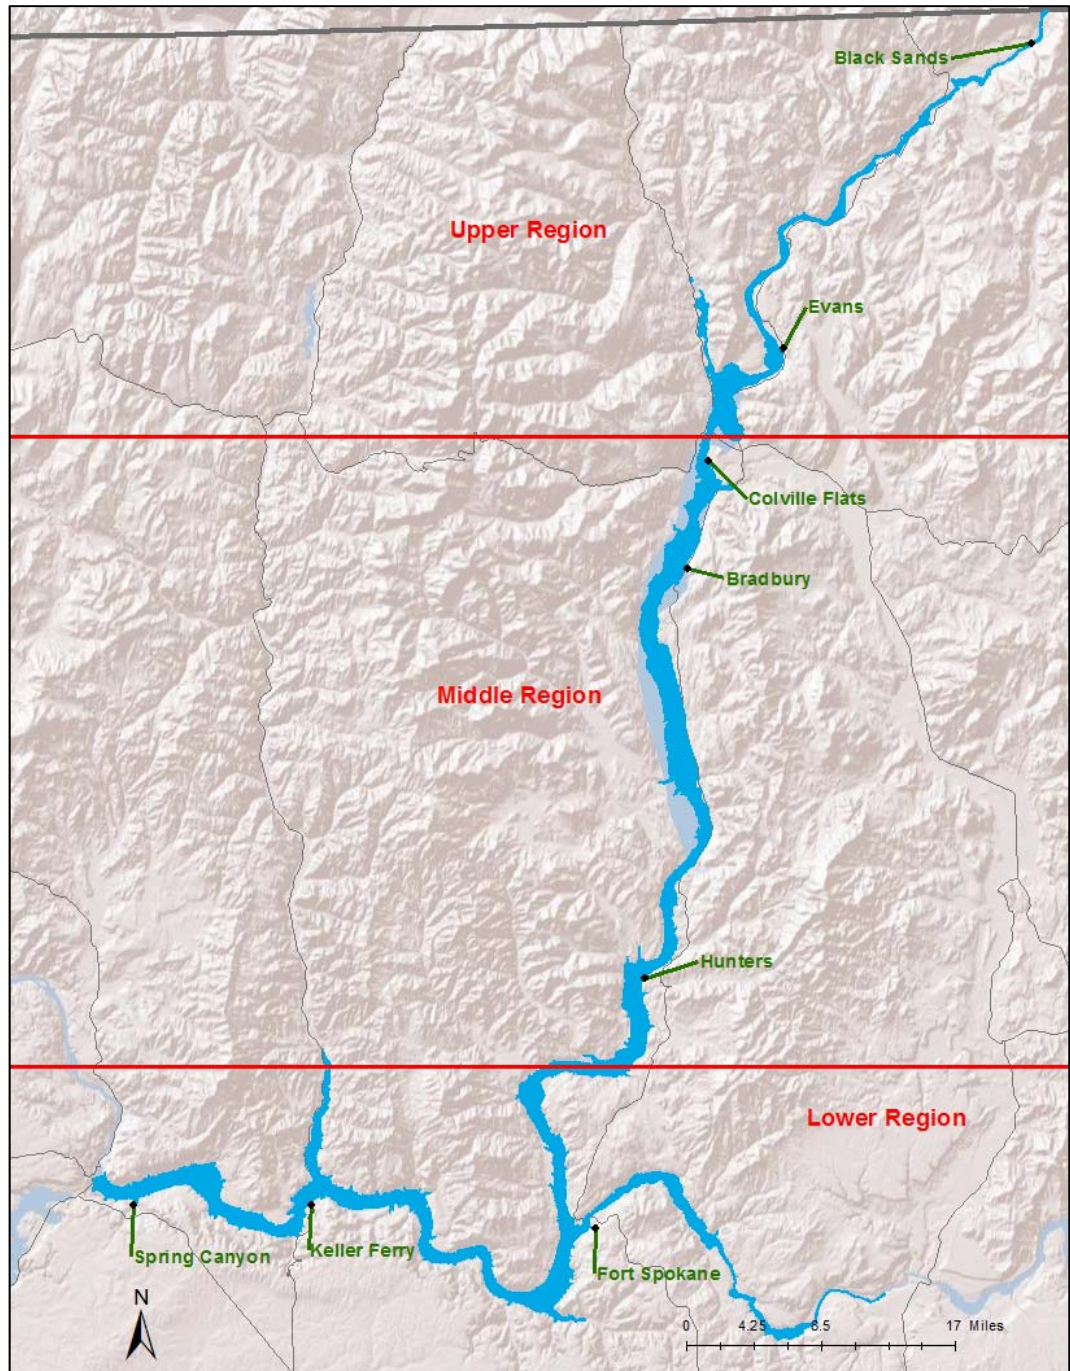 Black Sands
Upper Region
Evans
Colville Flats
Bradbury
Middle Region
Hunters
Lower Region
Spring Canyon
Keller Ferry
Fort Spokane
N
0 4.25 8.5 17 Miles